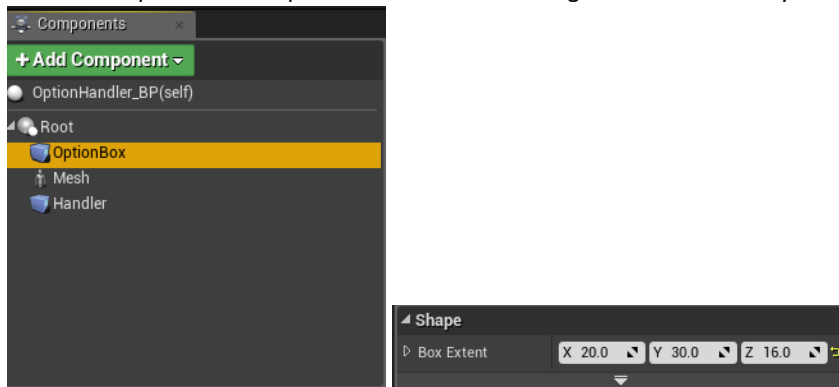 Components
+ Add Component
OptionHandler_BP(self)
Root
OptionBox
Mesh
Handler
Shape
Box Extent X 20.0 Y 30.0 Z 16.0